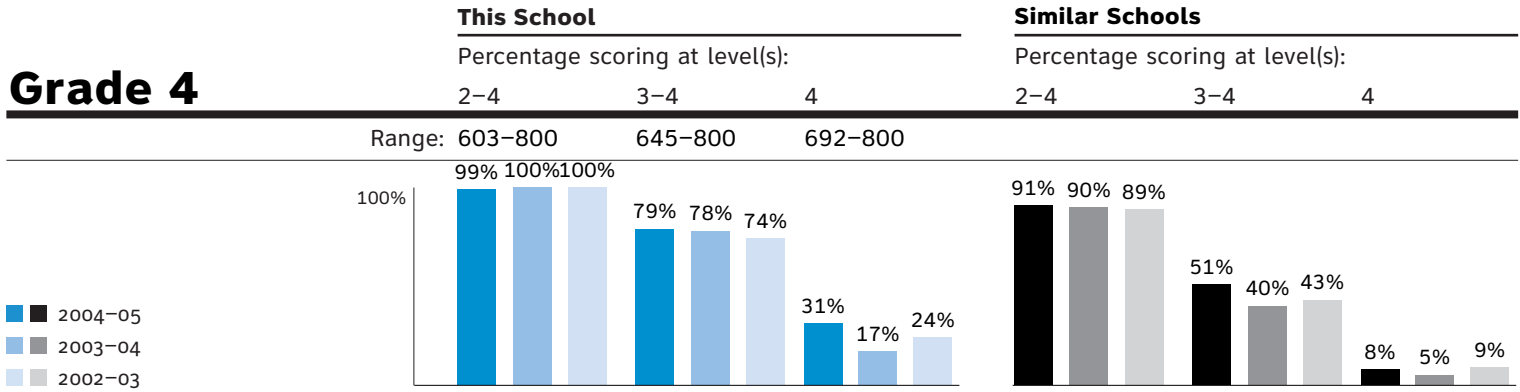 This School
Similar Schools
Percentage scoring at level(s):
Percentage scoring at level(s):
Grade 4
2–4 3–4 4
2–4 3–4 4
Range: 603–800 645–800 692–800
100%
99% 100% 100%
79% 78% 74%
31% 17% 24%
91% 90% 89%
51% 40% 43%
8% 5% 9%
2004–05
2003–04
2002–03